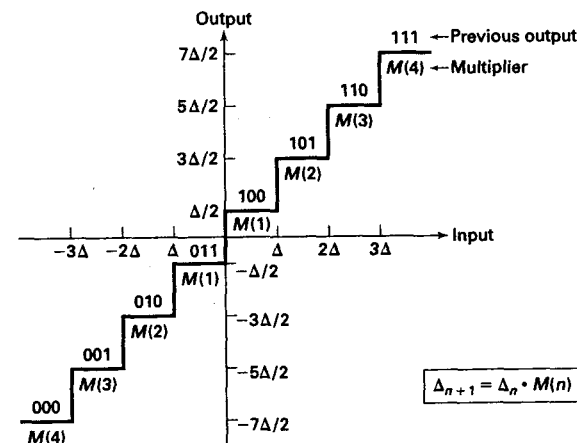 Output
111 ← Previous output
7Δ/2
M(4) ← Multiplier
110
5Δ/2
M(3)
101
3Δ/2
M(2)
100
Δ/2
M(1)
Input
−3Δ −2Δ Δ 011 Δ 2Δ 3Δ
M(1) −Δ/2
010
M(2) −3Δ/2
001
M(3) −5Δ/2
Δn+1 = Δn • M(n)
000
−7Δ/2
M(4)